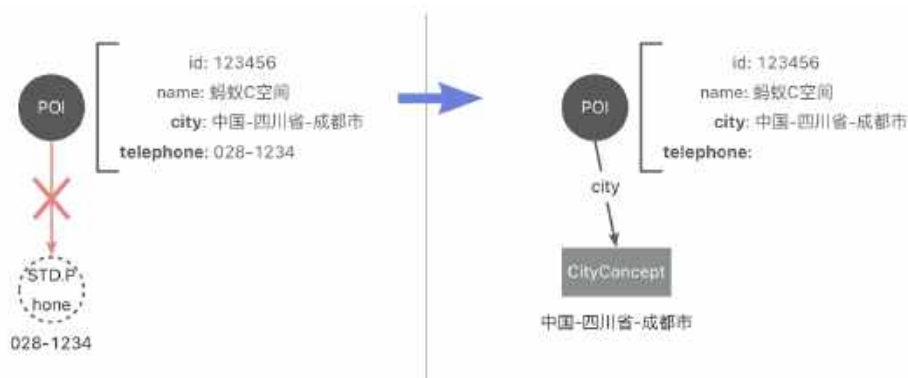 POI
id: 123456
name: 蚂蚁C空间
city: 中国-四川省-成都市
telephone: 028-1234
STD.P
hone
028-1234
POI
id: 123456
name: 蚂蚁C空间
city: 中国-四川省-成都市
telephone:
city
CityConcept
中国-四川省-成都市